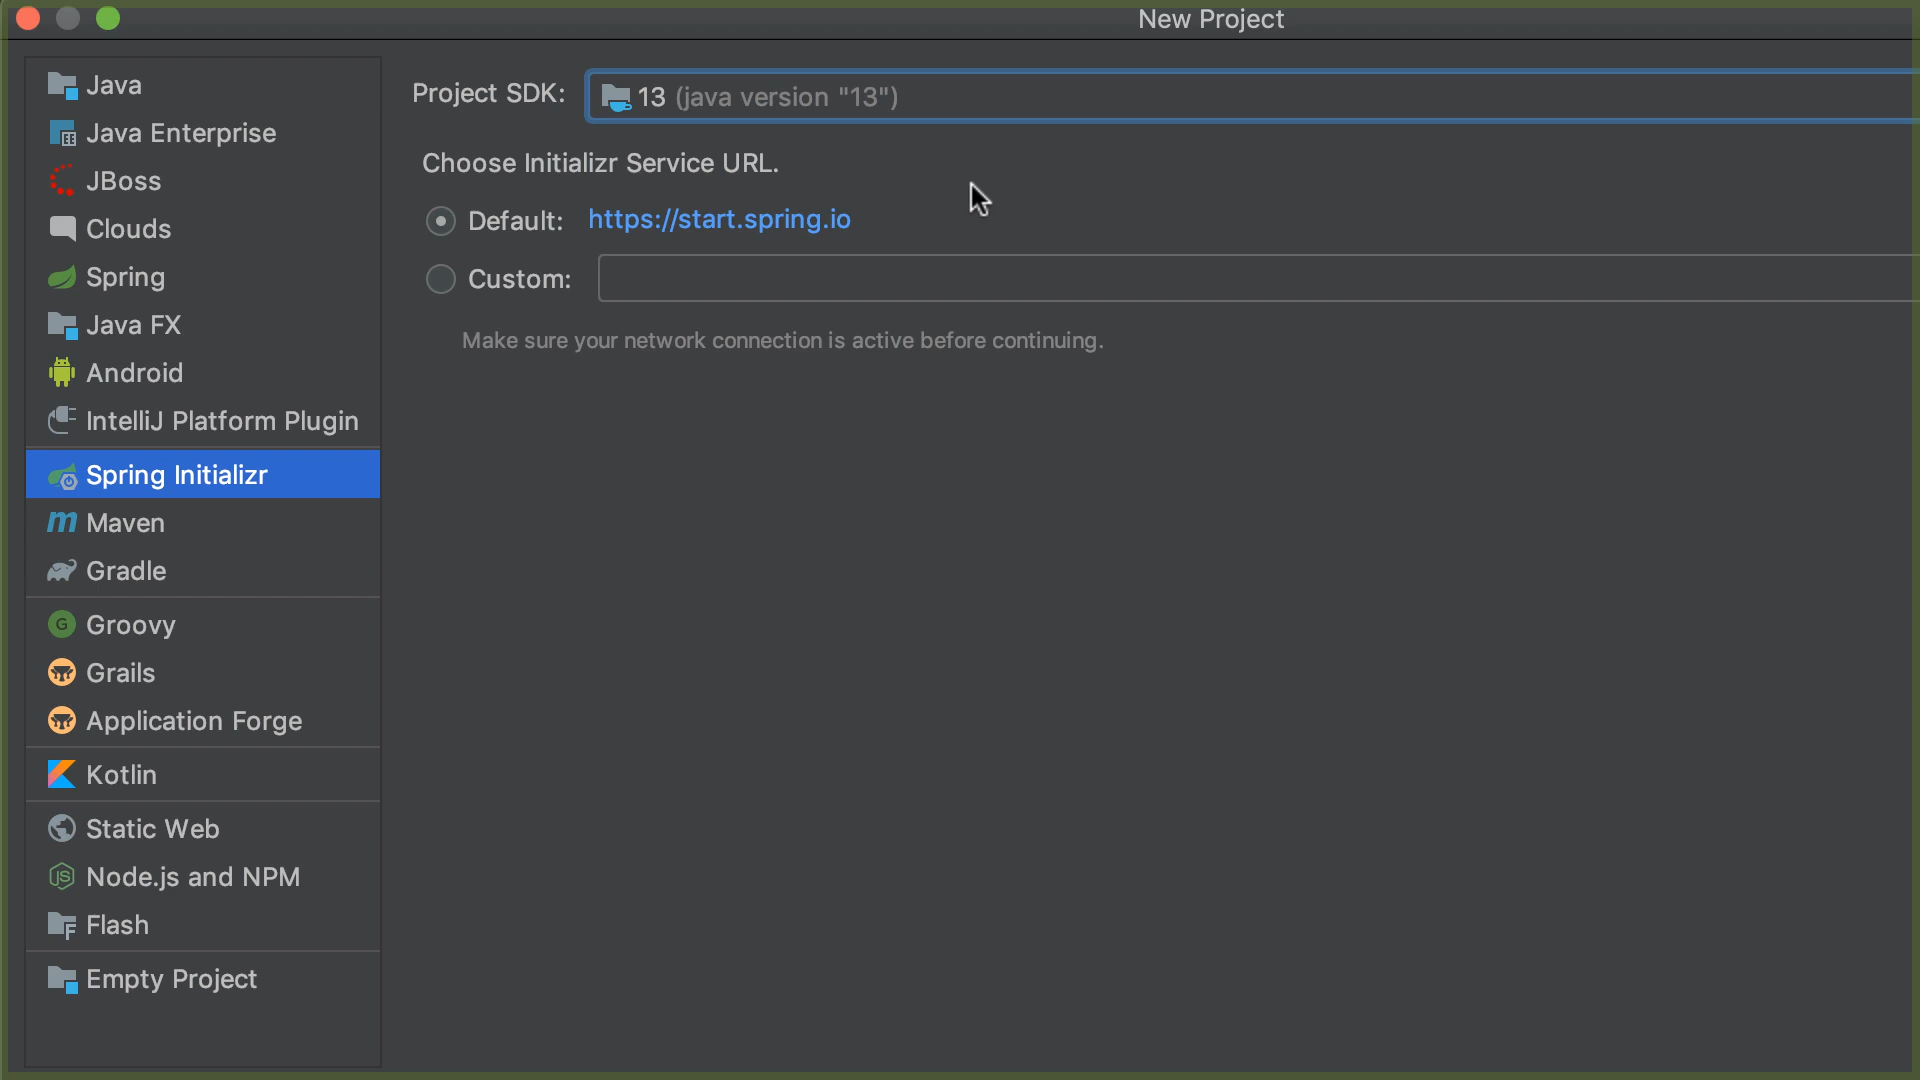 New Project
Java
Java Enterprise
JBoss
Clouds
Spring
Java FX
Android
IntelliJ Platform Plugin
Spring Initializr
m Maven
Gradle
G Groovy
Grails
Application Forge
Kotlin
Static Web
JS Node.js and NPM
F Flash
Empty Project
Project SDK: 13 (java version "13")
Choose Initializr Service URL.
Default: https://start.spring.io
Custom:
Make sure your network connection is active before continuing.